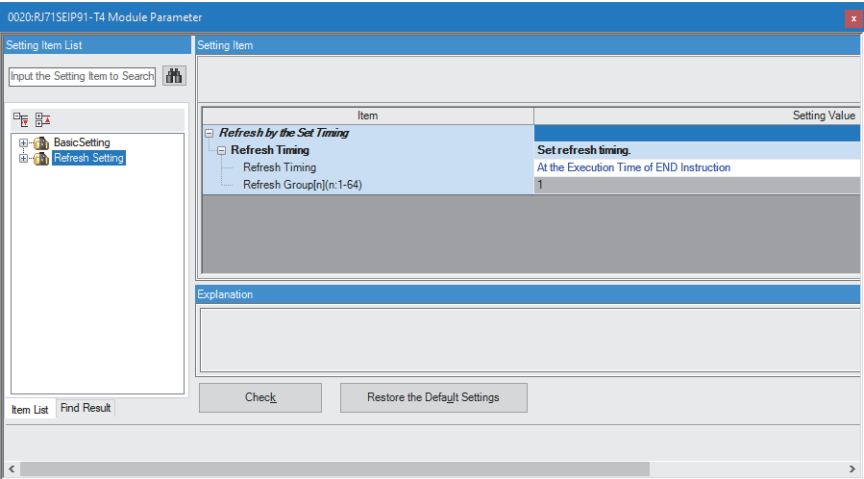 0020:RJ71SEIP91-T4 Module Parameter
x
Setting Item List
Input the Setting Item to Search
BasicSetting
Refresh Setting
Item List
Find Result
Setting Item
Item
Setting Value
Refresh by the Set Timing
Refresh Timing
Set refresh timing.
Refresh Timing
At the Execution Time of END Instruction
Refresh Group[n](n:1-64)
1
Explanation
Check
Restore the Default Settings